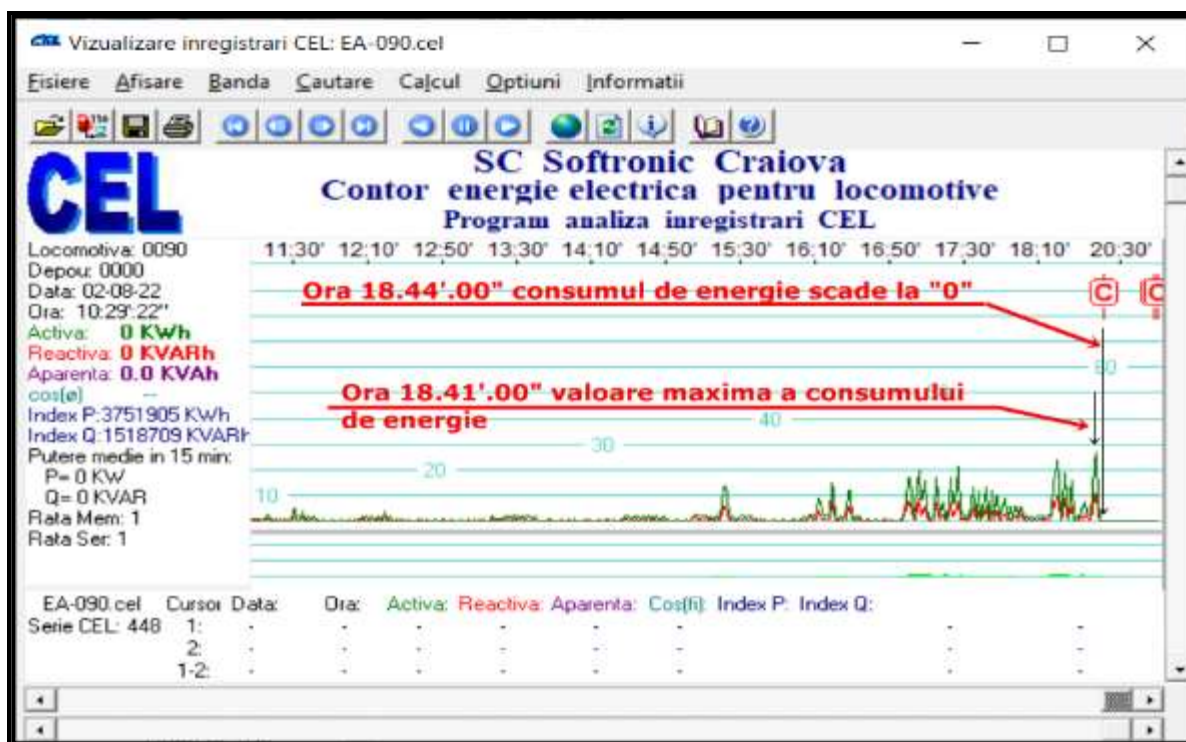 CEL Vizualizare inregistrari CEL: EA-090.cel
Fisiere Afisare Banda Cautare Calcul Optiuni Informatii
CEL
SC Softronic Craiova
Contor energie electrica pentru locomotive
Program analiza inregistrari CEL
Locomotiva: 0090
Depou: 0000
Data: 02-08-22
Ora: 10:29':22"
Activa: 0 KWh
Reactiva: 0 KVARh
Aparenta: 0.0 KVAh
cos(ø) --
Index P:3751905 KWh
Index Q:1518709 KVARh
Putere medie in 15 min:
P= 0 KW
Q= 0 KVAR
Rata Mem: 1
Rata Ser: 1
11;30' 12;10' 12;50' 13;30' 14;10' 14;50' 15;30' 16;10' 16;50' 17;30' 18;10' 20;30'
Ora 18.44'.00" consumul de energie scade la "0"
C C
Ora 18.41'.00" valoare maxima a consumului
de energie
40
30
20
10
EA-090.cel Cursor Data: Ora: Activa: Reactiva: Aparenta: Cos(fi): Index P: Index Q:
Serie CEL: 448 1: - - - - - - - -
2: - - - - - - - -
1-2: - - - - - - - -